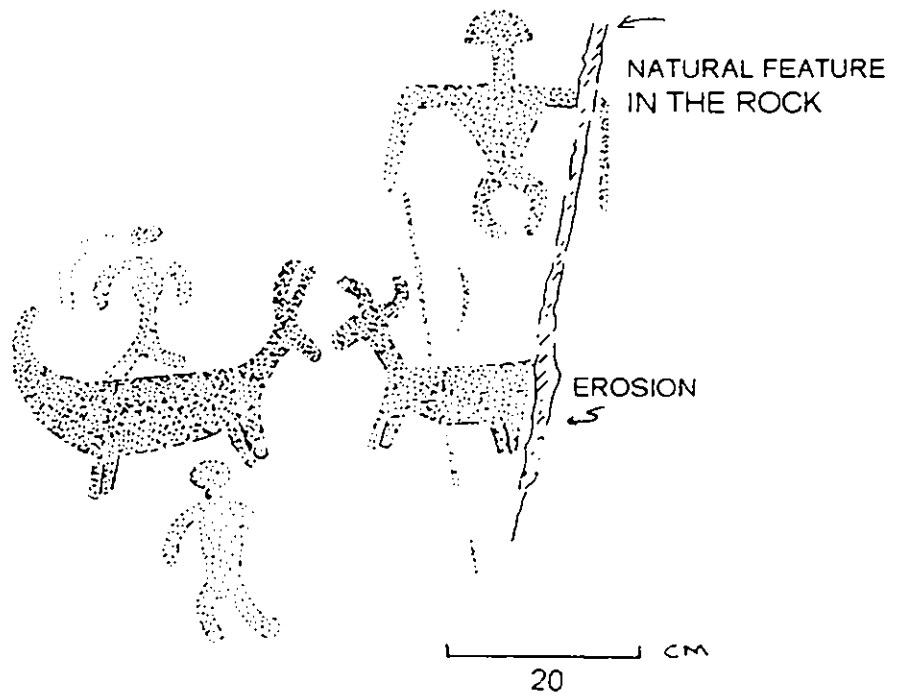 NATURAL FEATURE
IN THE ROCK
EROSION
CM
20